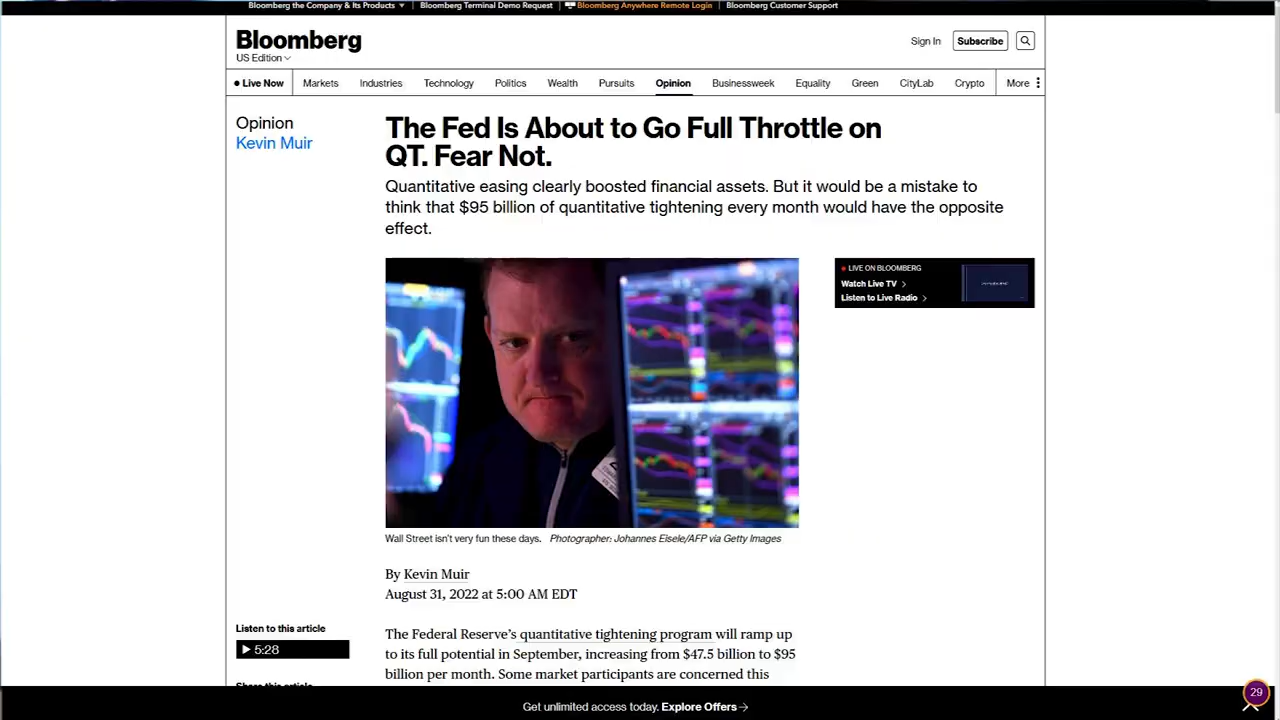 Bloomberg the Company & Its Products
Bloomberg Terminal Demo Request
Bloomberg Anywhere Remote Login
Bloomberg Customer Support
Bloomberg
US Edition
Sign In
Subscribe
Live Now
Markets
Industries
Technology
Politics
Wealth
Pursuits
Opinion
Businessweek
Equality
Green
CityLab
Crypto
More
Opinion
Kevin Muir
The Fed Is About to Go Full Throttle on
QT. Fear Not.
Quantitative easing clearly boosted financial assets. But it would be a mistake to
think that $95 billion of quantitative tightening every month would have the opposite
effect.
LIVE ON BLOOMBERG
Watch Live TV
Listen to Live Radio
Wall Street isn't very fun these days. Photographer: Johannes Eisele/AFP via Getty Images
By Kevin Muir
August 31, 2022 at 5:00 AM EDT
Listen to this article
5:28
Share this article
The Federal Reserve's quantitative tightening program will ramp up
to its full potential in September, increasing from $47.5 billion to $95
billion per month. Some market participants are concerned this
Get unlimited access today. Explore Offers
29